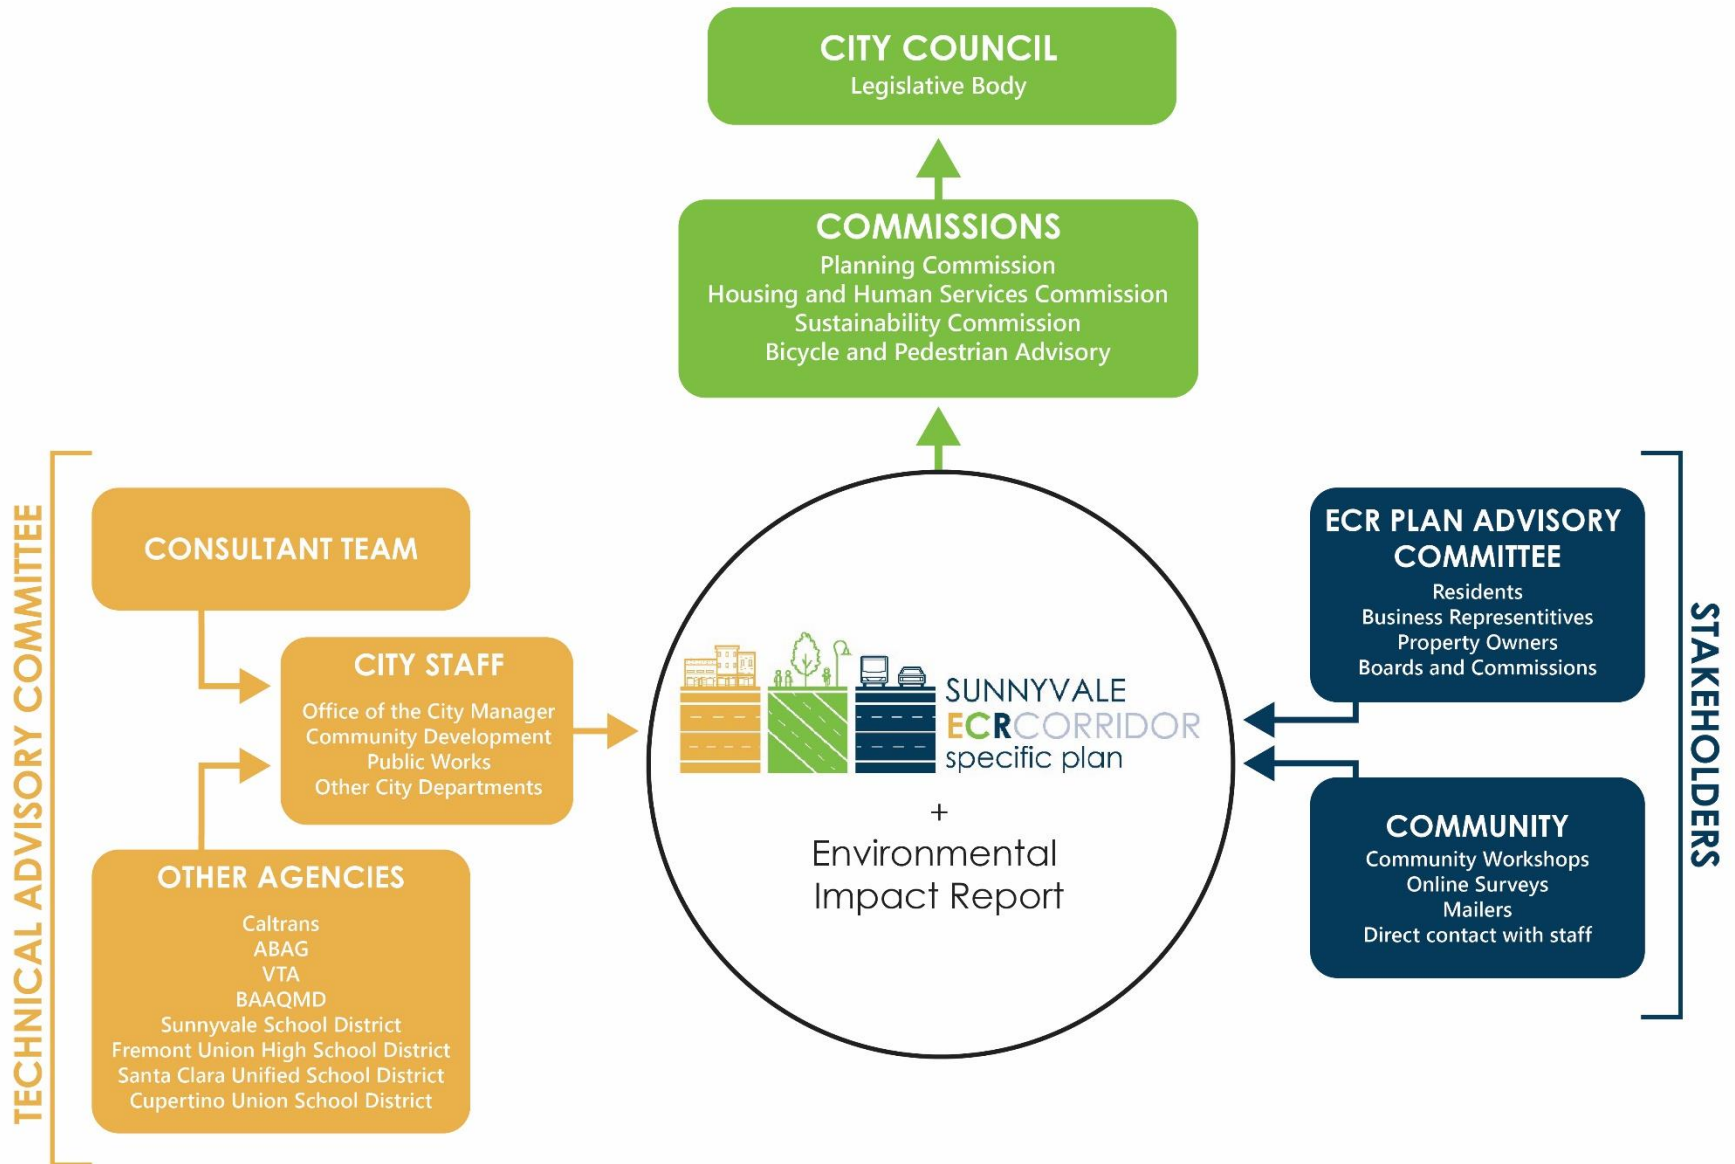 CITY COUNCIL
Legislative Body
COMMISSIONS
Planning Commission
Housing and Human Services Commission
Sustainability Commission
Bicycle and Pedestrian Advisory
TECHNICAL ADVISORY COMMITTEE
CONSULTANT TEAM
CITY STAFF
Office of the City Manager
Community Development
Public Works
Other City Departments
OTHER AGENCIES
Caltrans
ABAG
VTA
BAAQMD
Sunnyvale School District
Fremont Union High School District
Santa Clara Unified School District
Cupertino Union School District
SUNNYVALE
ECRCORRIDOR
specific plan
+
Environmental
Impact Report
ECR PLAN ADVISORY
COMMITTEE
Residents
Business Representitives
Property Owners
Boards and Commissions
COMMUNITY
Community Workshops
Online Surveys
Mailers
Direct contact with staff
STAKEHOLDERS